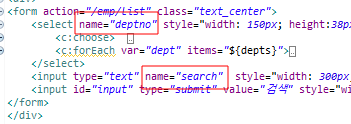 <form action="/emp/List" class="text_center">
<select name="deptno" style="width: 150px; height:38p
<c:choose>
<c:forEach var="dept" items="${depts}">
</select>
<input type="text" name="search" style="width: 300px
<input id="input" type="submit" value="검색" style="wi
</form>
</div>